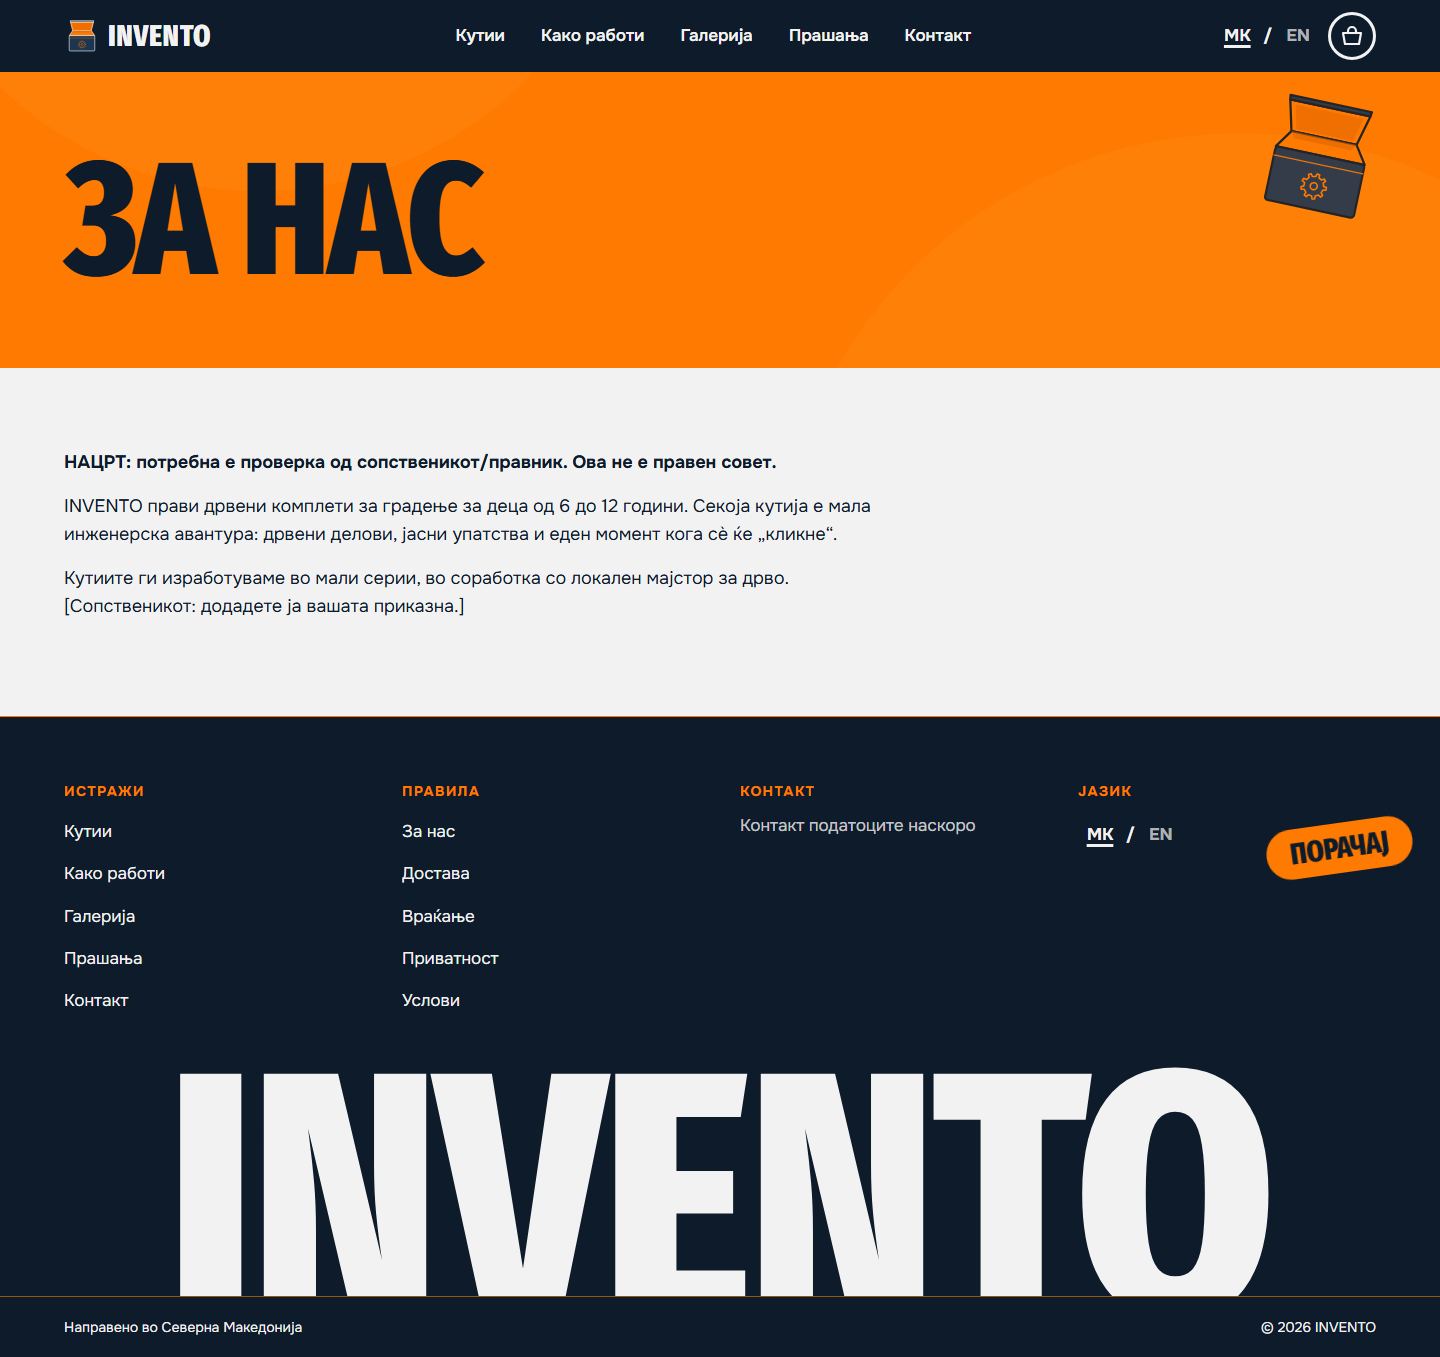 INVENTO
Кутии
Како работи
Галерија
Прашања
Контакт
МК / EN
ЗА НАС
НАЦРТ: потребна е проверка од сопственикот/правник. Ова не е правен совет.
INVENTO прави дрвени комплети за градење за деца од 6 до 12 години. Секоја кутија е мала
инженерска авантура: дрвени делови, јасни упатства и еден момент кога сѐ ќе „кликне“.
Кутиите ги изработуваме во мали серии, во соработка со локален мајстор за дрво.
[Сопственикот: додадете ја вашата приказна.]
ИСТРАЖИ
Кутии
Како работи
Галерија
Прашања
Контакт
ПРАВИЛА
За нас
Достава
Враќање
Приватност
Услови
КОНТАКТ
Контакт податоците наскоро
ЈАЗИК
МК / EN
ПОРАЧАЈ
INVENTO
Направено во Северна Македонија
© 2026 INVENTO